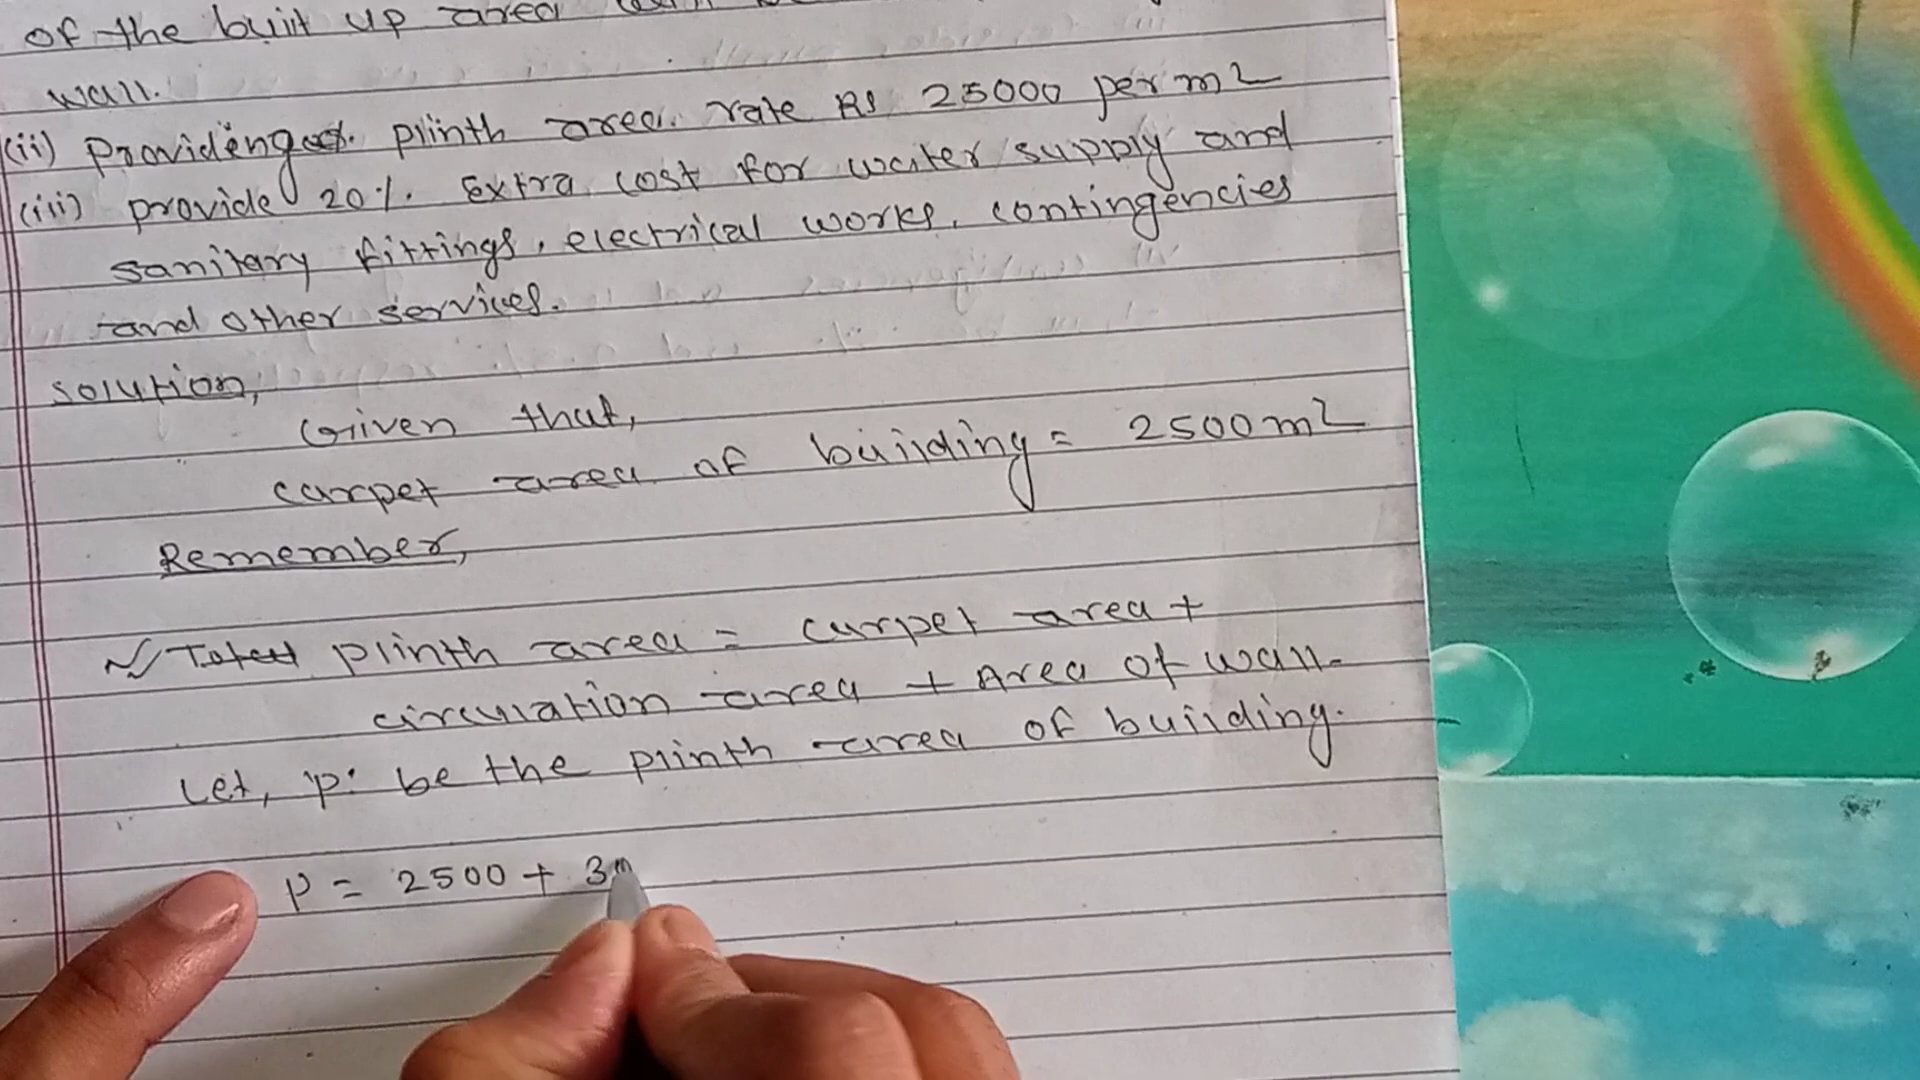 of the built up area
wall.
(ii) Providing plinth area rate Rs 25000 per m2
(iii) provide 20%. Extra cost for water supply and
sanitary fittings, electrical works, contingencies
and other services.
solution,
Given that,
carpet area of building = 2500m2
Remember,
Total plinth area = carpet area +
circulation area + Area of wall.
Let, 'p' be the plinth area of building.
P = 2500 + 30